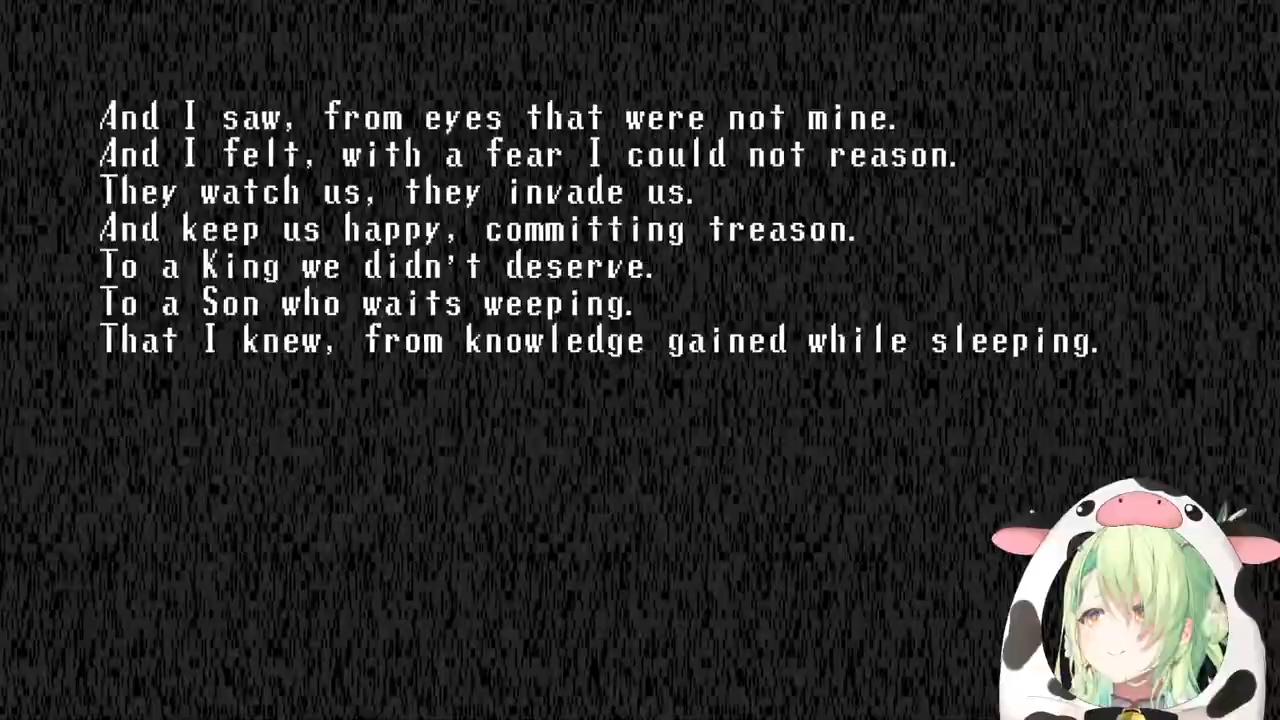 And I saw, from eyes that were not mine.
And I felt, with a fear I could not reason.
They watch us, they invade us.
And keep us happy, committing treason.
To a King we didn't deserve.
To a Son who waits weeping.
That I knew, from knowledge gained while sleeping.